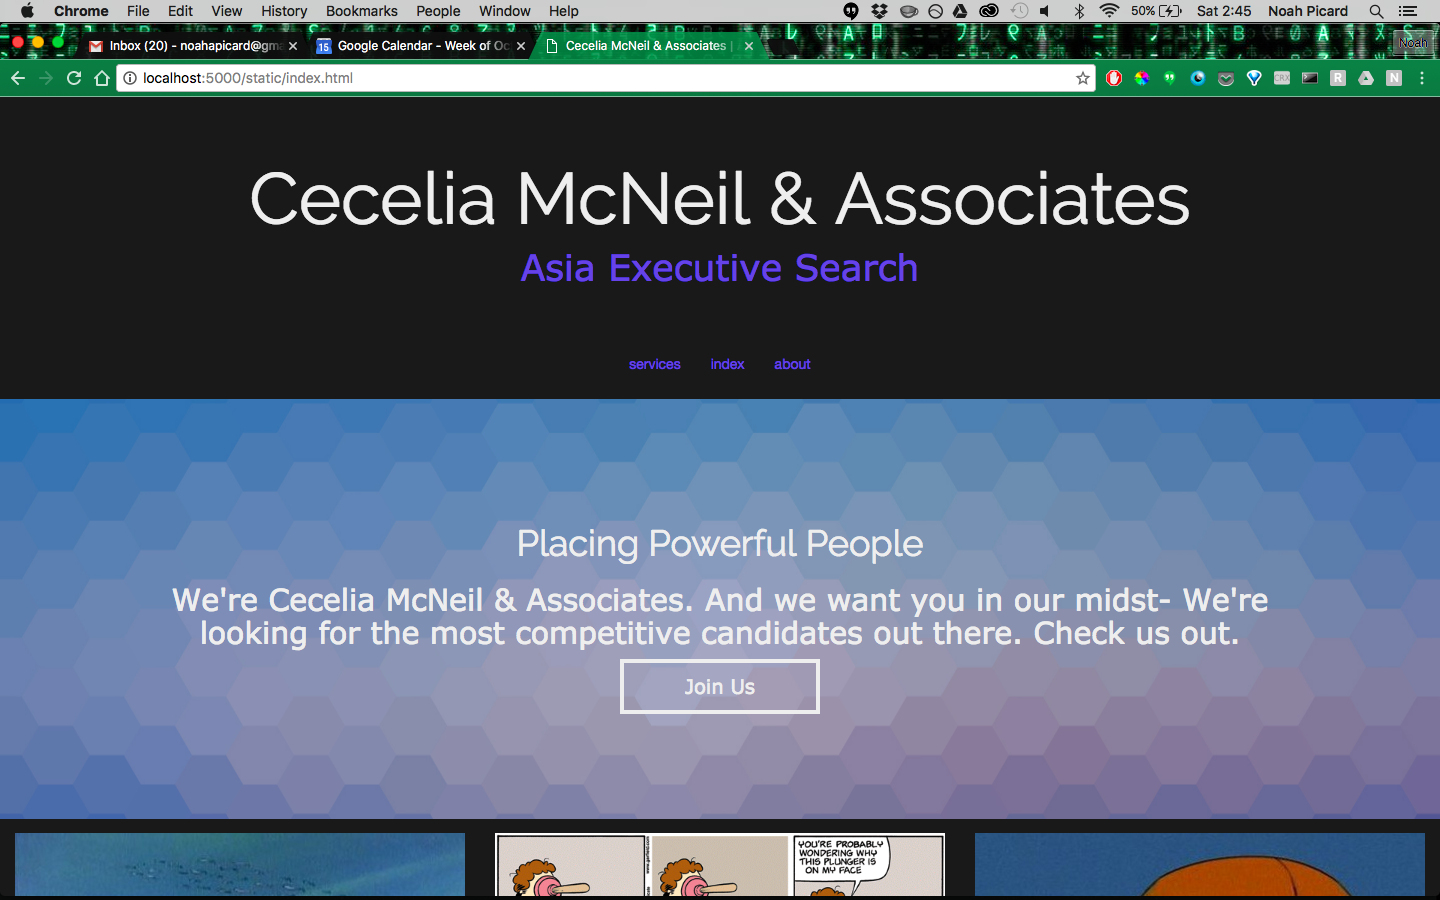 Chrome File Edit View History Bookmarks People Window Help 50% Sat 2:45 Noah Picard
Inbox (20) - noahapicard@gm Google Calendar - Week of Oc Cecelia McNeil & Associates | Noah
localhost:5000/static/index.html
Cecelia McNeil & Associates
Asia Executive Search
services index about
Placing Powerful People
We're Cecelia McNeil & Associates. And we want you in our midst- We're
looking for the most competitive candidates out there. Check us out.
Join Us
YOU'RE PROBABLY
WONDERING WHY
THIS PLUNGER IS
ON MY FACE